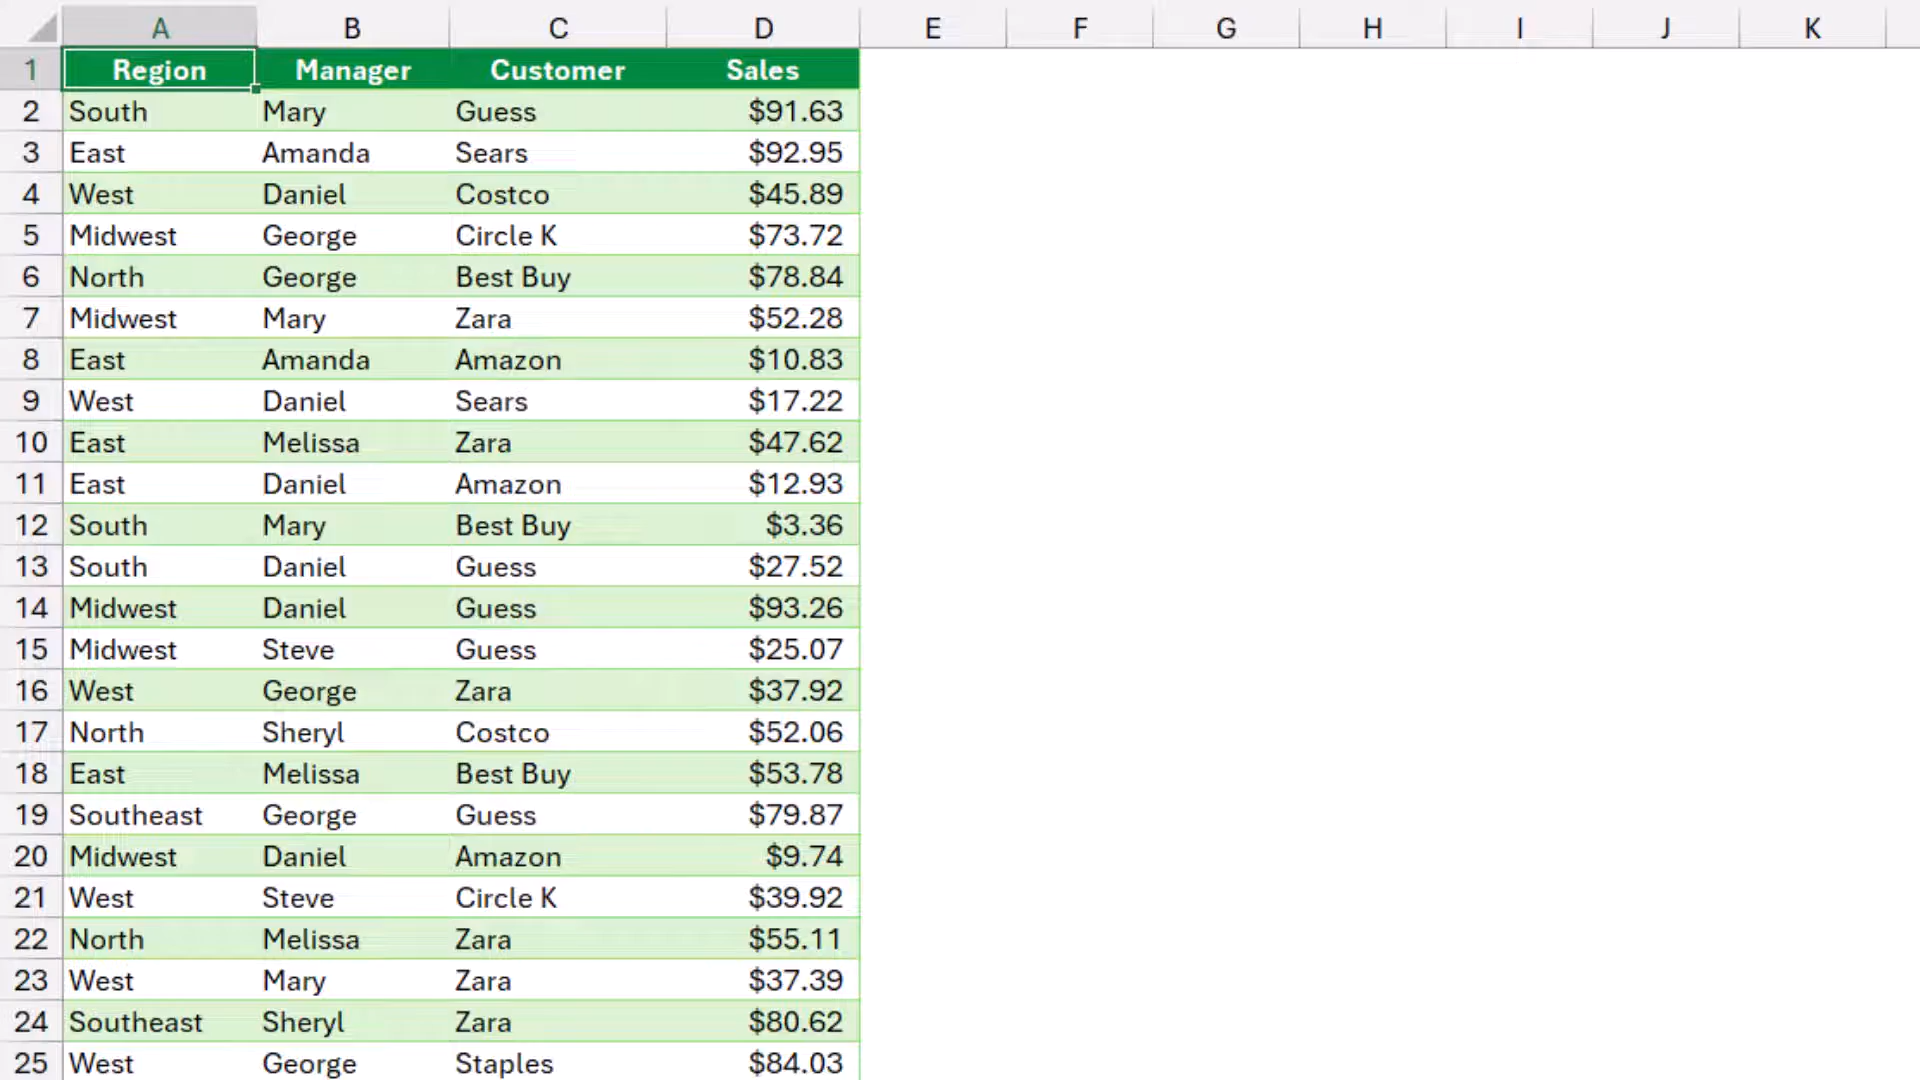 A B C D E F G H I J K
1 Region Manager Customer Sales
2 South Mary Guess $91.63
3 East Amanda Sears $92.95
4 West Daniel Costco $45.89
5 Midwest George Circle K $73.72
6 North George Best Buy $78.84
7 Midwest Mary Zara $52.28
8 East Amanda Amazon $10.83
9 West Daniel Sears $17.22
10 East Melissa Zara $47.62
11 East Daniel Amazon $12.93
12 South Mary Best Buy $3.36
13 South Daniel Guess $27.52
14 Midwest Daniel Guess $93.26
15 Midwest Steve Guess $25.07
16 West George Zara $37.92
17 North Sheryl Costco $52.06
18 East Melissa Best Buy $53.78
19 Southeast George Guess $79.87
20 Midwest Daniel Amazon $9.74
21 West Steve Circle K $39.92
22 North Melissa Zara $55.11
23 West Mary Zara $37.39
24 Southeast Sheryl Zara $80.62
25 West George Staples $84.03